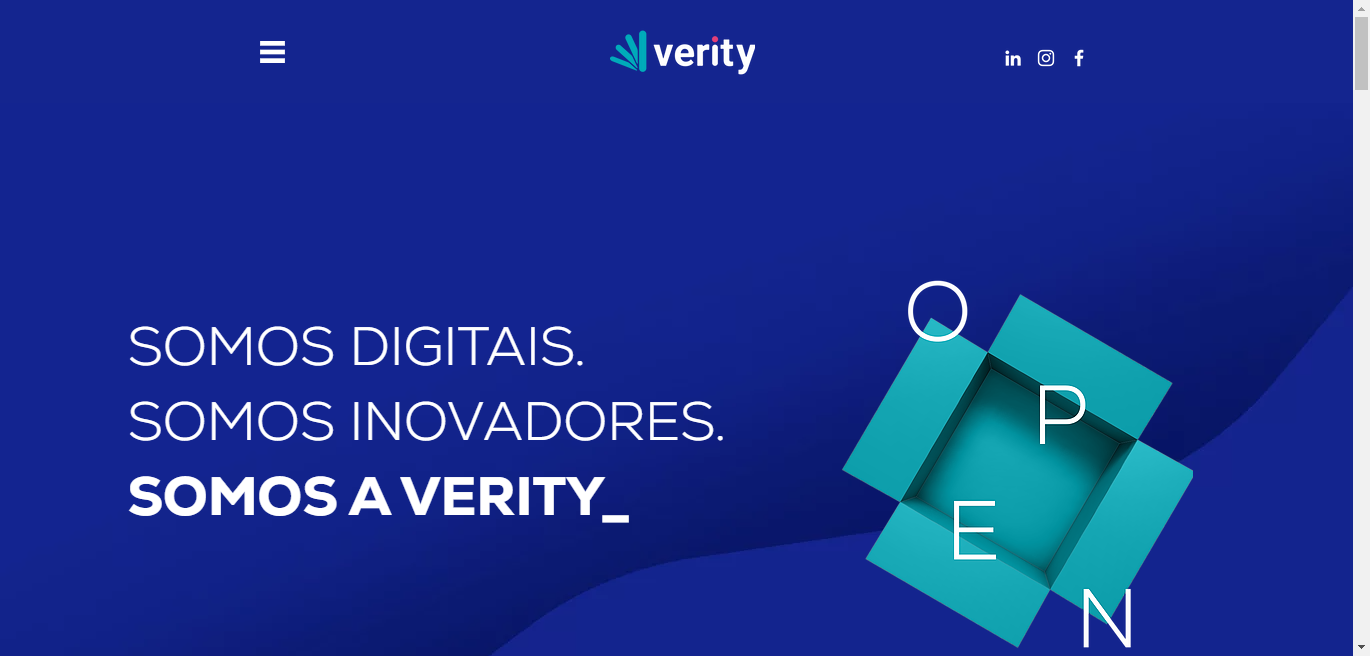 verity
SOMOS DIGITAIS.
SOMOS INOVADORES.
SOMOS A VERITY_
O
P
E
N